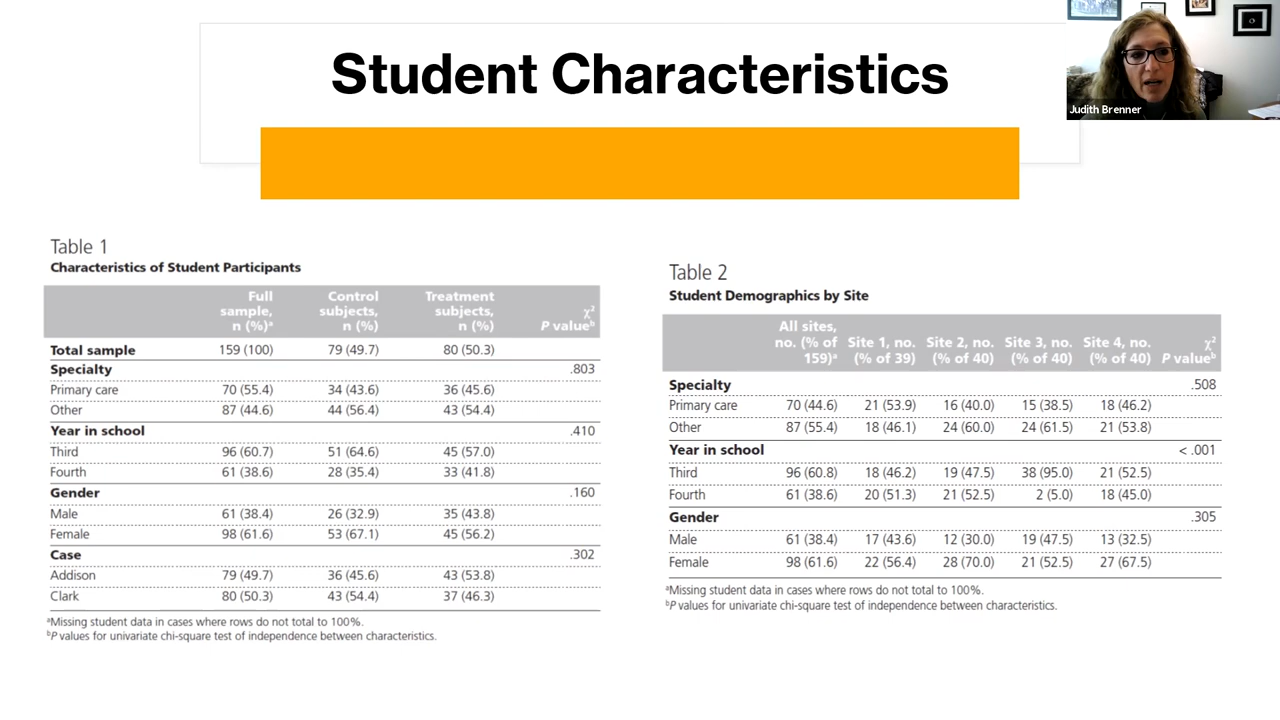 Student Characteristics
Judith Brenner
Table 1
Characteristics of Student Participants
Full sample, n (%)ᵃ Control subjects, n (%) Treatment subjects, n (%) χ² P valueᵇ
Total sample 159 (100) 79 (49.7) 80 (50.3)
Specialty .803
Primary care 70 (55.4) 34 (43.6) 36 (45.6)
Other 87 (44.6) 44 (56.4) 43 (54.4)
Year in school .410
Third 96 (60.7) 51 (64.6) 45 (57.0)
Fourth 61 (38.6) 28 (35.4) 33 (41.8)
Gender .160
Male 61 (38.4) 26 (32.9) 35 (43.8)
Female 98 (61.6) 53 (67.1) 45 (56.2)
Case .302
Addison 79 (49.7) 36 (45.6) 43 (53.8)
Clark 80 (50.3) 43 (54.4) 37 (46.3)
ᵃMissing student data in cases where rows do not total to 100%.
ᵇP values for univariate chi-square test of independence between characteristics.
Table 2
Student Demographics by Site
All sites, no. (% of 159)ᵃ Site 1, no. (% of 39) Site 2, no. (% of 40) Site 3, no. (% of 40) Site 4, no. (% of 40) χ² P valueᵇ
Specialty .508
Primary care 70 (44.6) 21 (53.9) 16 (40.0) 15 (38.5) 18 (46.2)
Other 87 (55.4) 18 (46.1) 24 (60.0) 24 (61.5) 21 (53.8)
Year in school < .001
Third 96 (60.8) 18 (46.2) 19 (47.5) 38 (95.0) 21 (52.5)
Fourth 61 (38.6) 20 (51.3) 21 (52.5) 2 (5.0) 18 (45.0)
Gender .305
Male 61 (38.4) 17 (43.6) 12 (30.0) 19 (47.5) 13 (32.5)
Female 98 (61.6) 22 (56.4) 28 (70.0) 21 (52.5) 27 (67.5)
ᵃMissing student data in cases where rows do not total to 100%.
ᵇP values for univariate chi-square test of independence between characteristics.